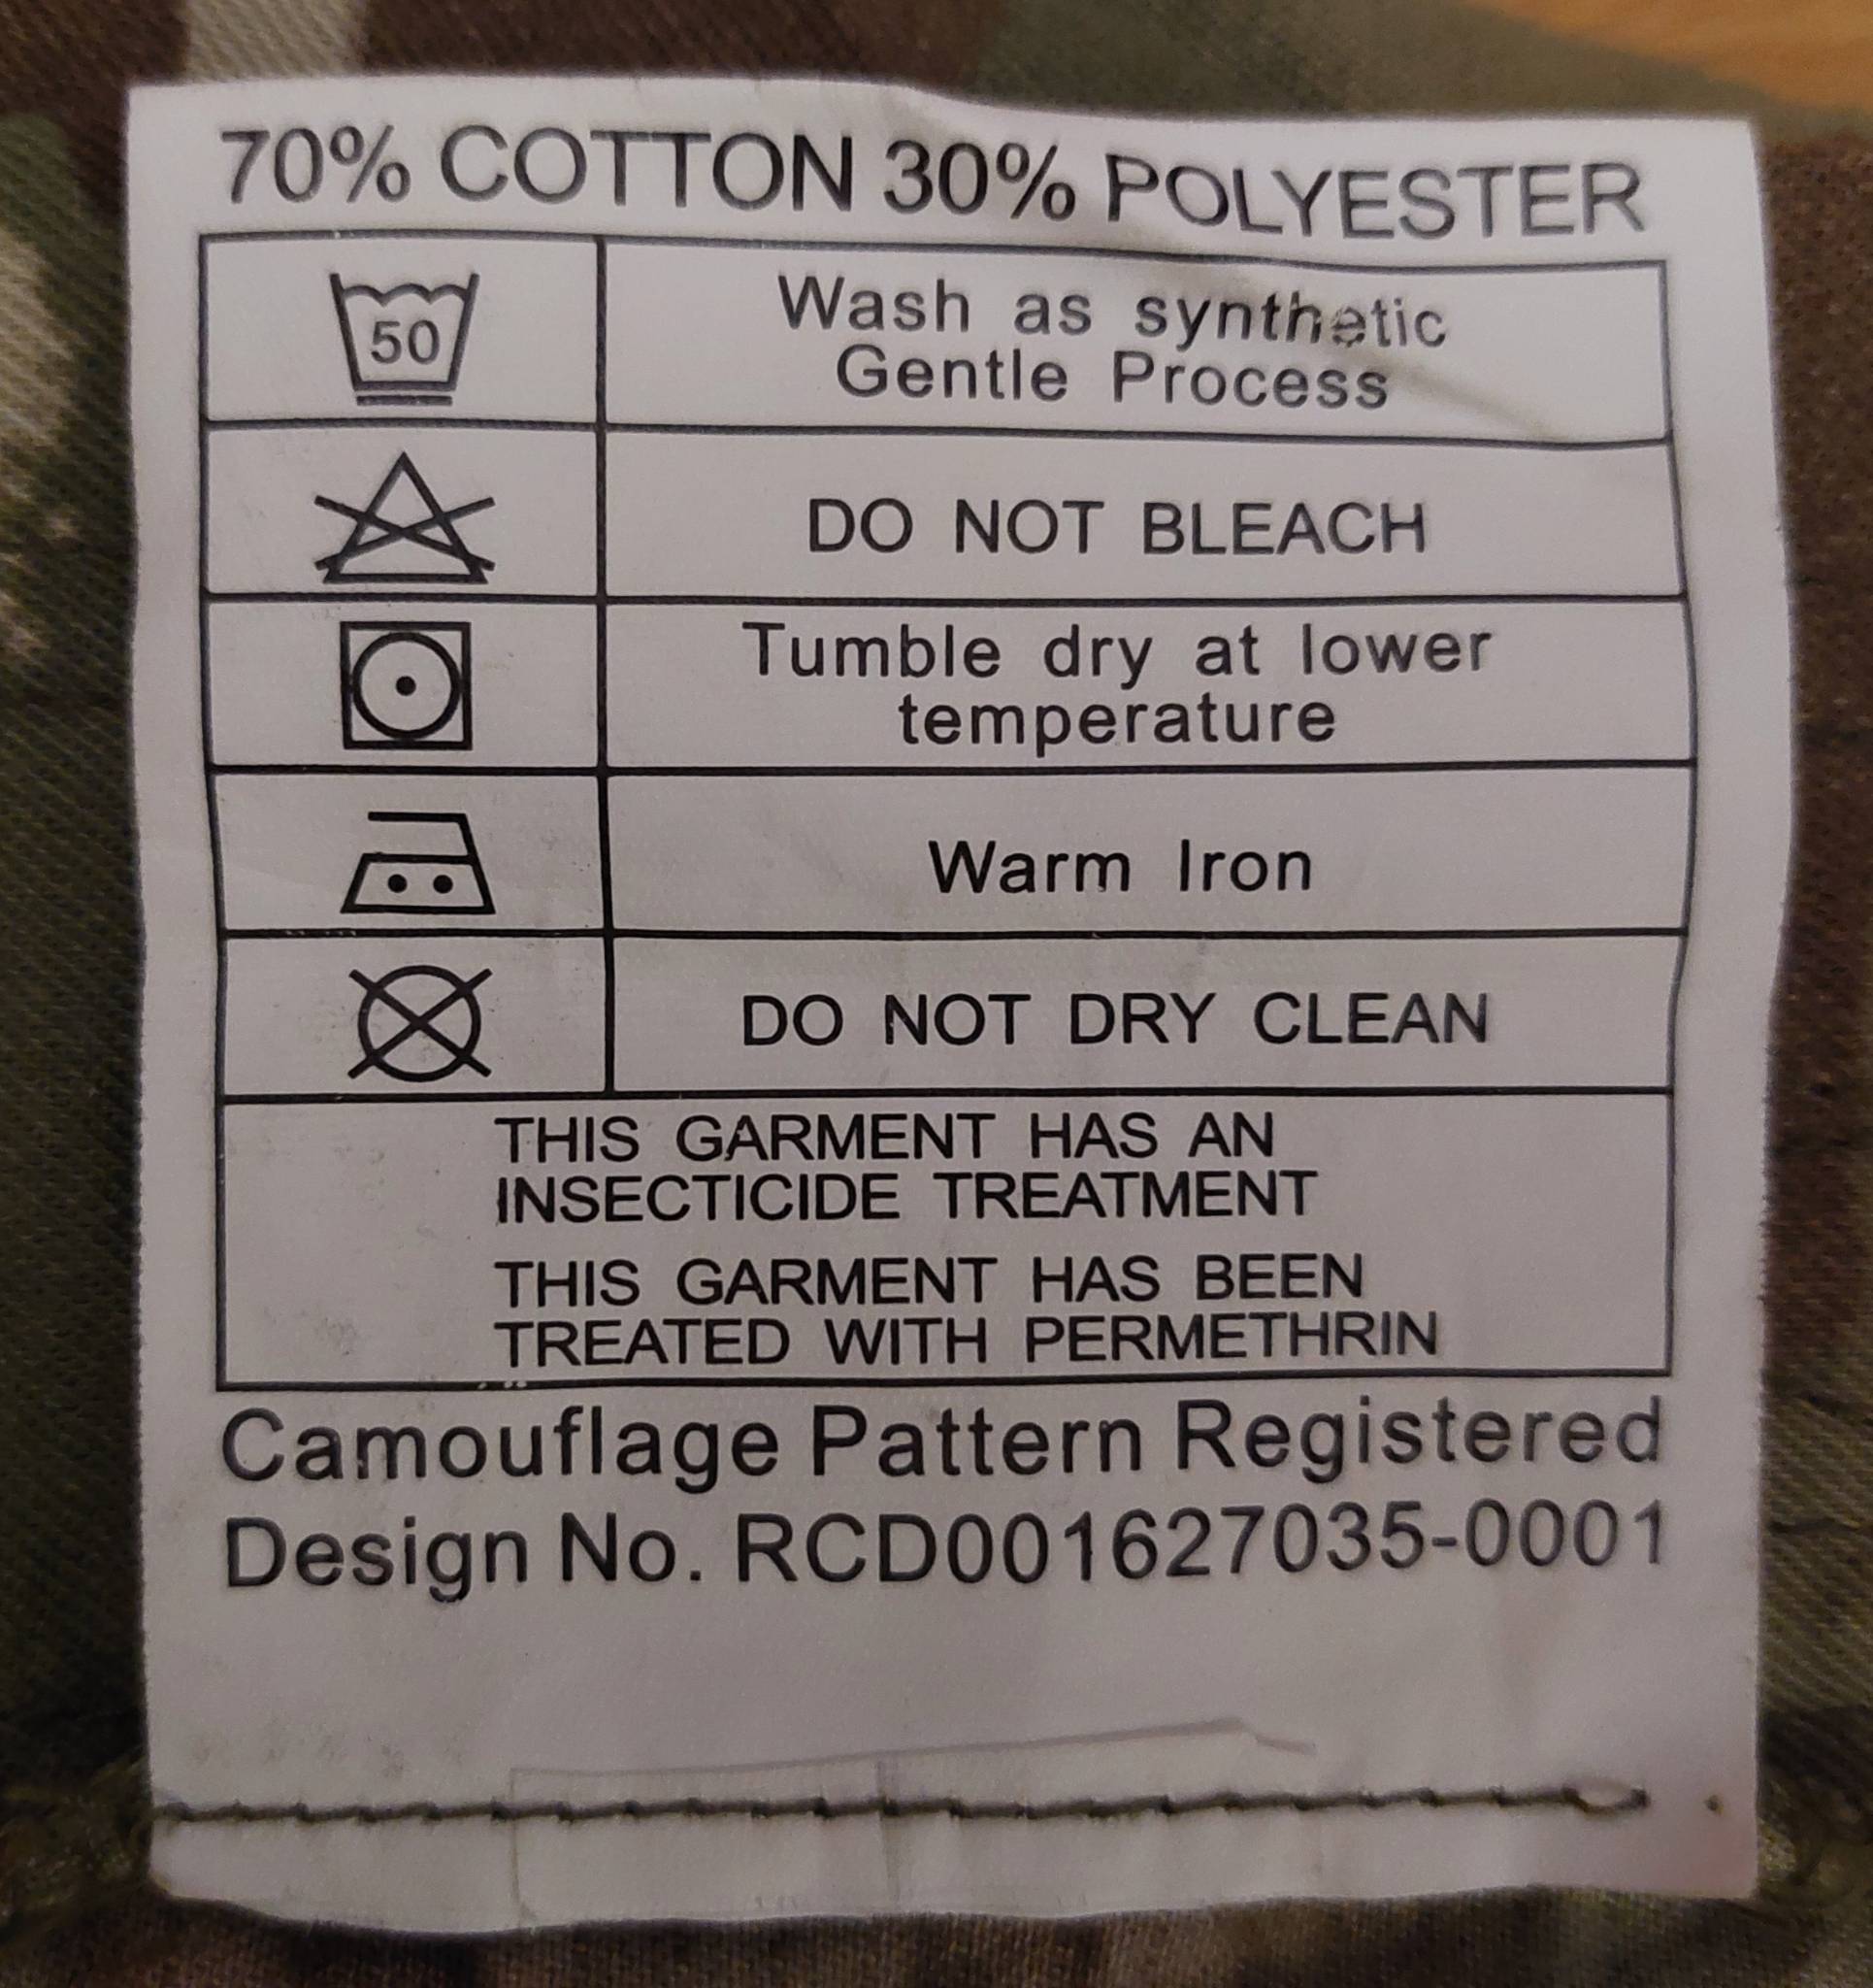 70% COTTON 30% POLYESTER
50
Wash as synthetic
Gentle Process
DO NOT BLEACH
Tumble dry at lower
temperature
Warm Iron
DO NOT DRY CLEAN
THIS GARMENT HAS AN
INSECTICIDE TREATMENT
THIS GARMENT HAS BEEN
TREATED WITH PERMETHRIN
Camouflage Pattern Registered
Design No. RCD001627035-0001